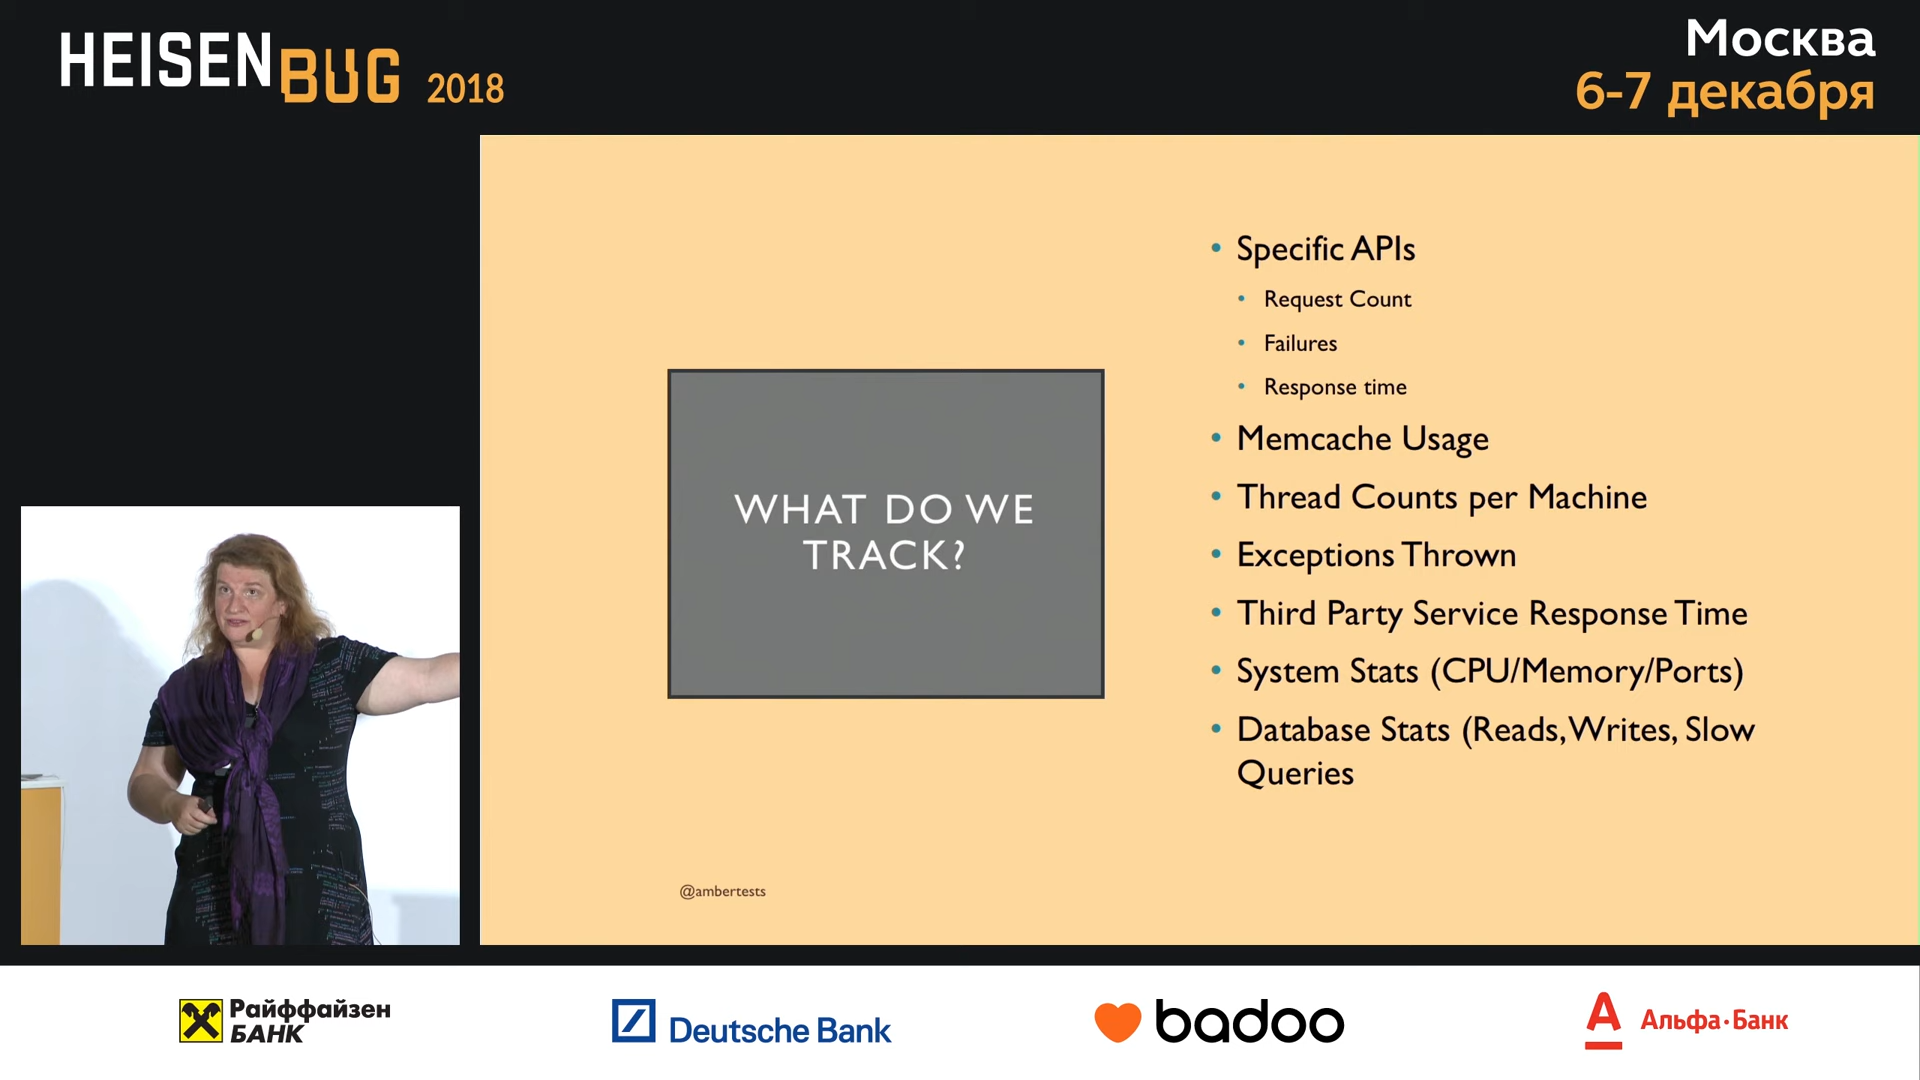 HEISENBUG 2018
Москва
6-7 декабря
WHAT DO WE
TRACK?
• Specific APIs
• Request Count
• Failures
• Response time
• Memcache Usage
• Thread Counts per Machine
• Exceptions Thrown
• Third Party Service Response Time
• System Stats (CPU/Memory/Ports)
• Database Stats (Reads, Writes, Slow
Queries
@ambertests
Райффайзен
БАНК
Deutsche Bank
badoo
А
Альфа·Банк